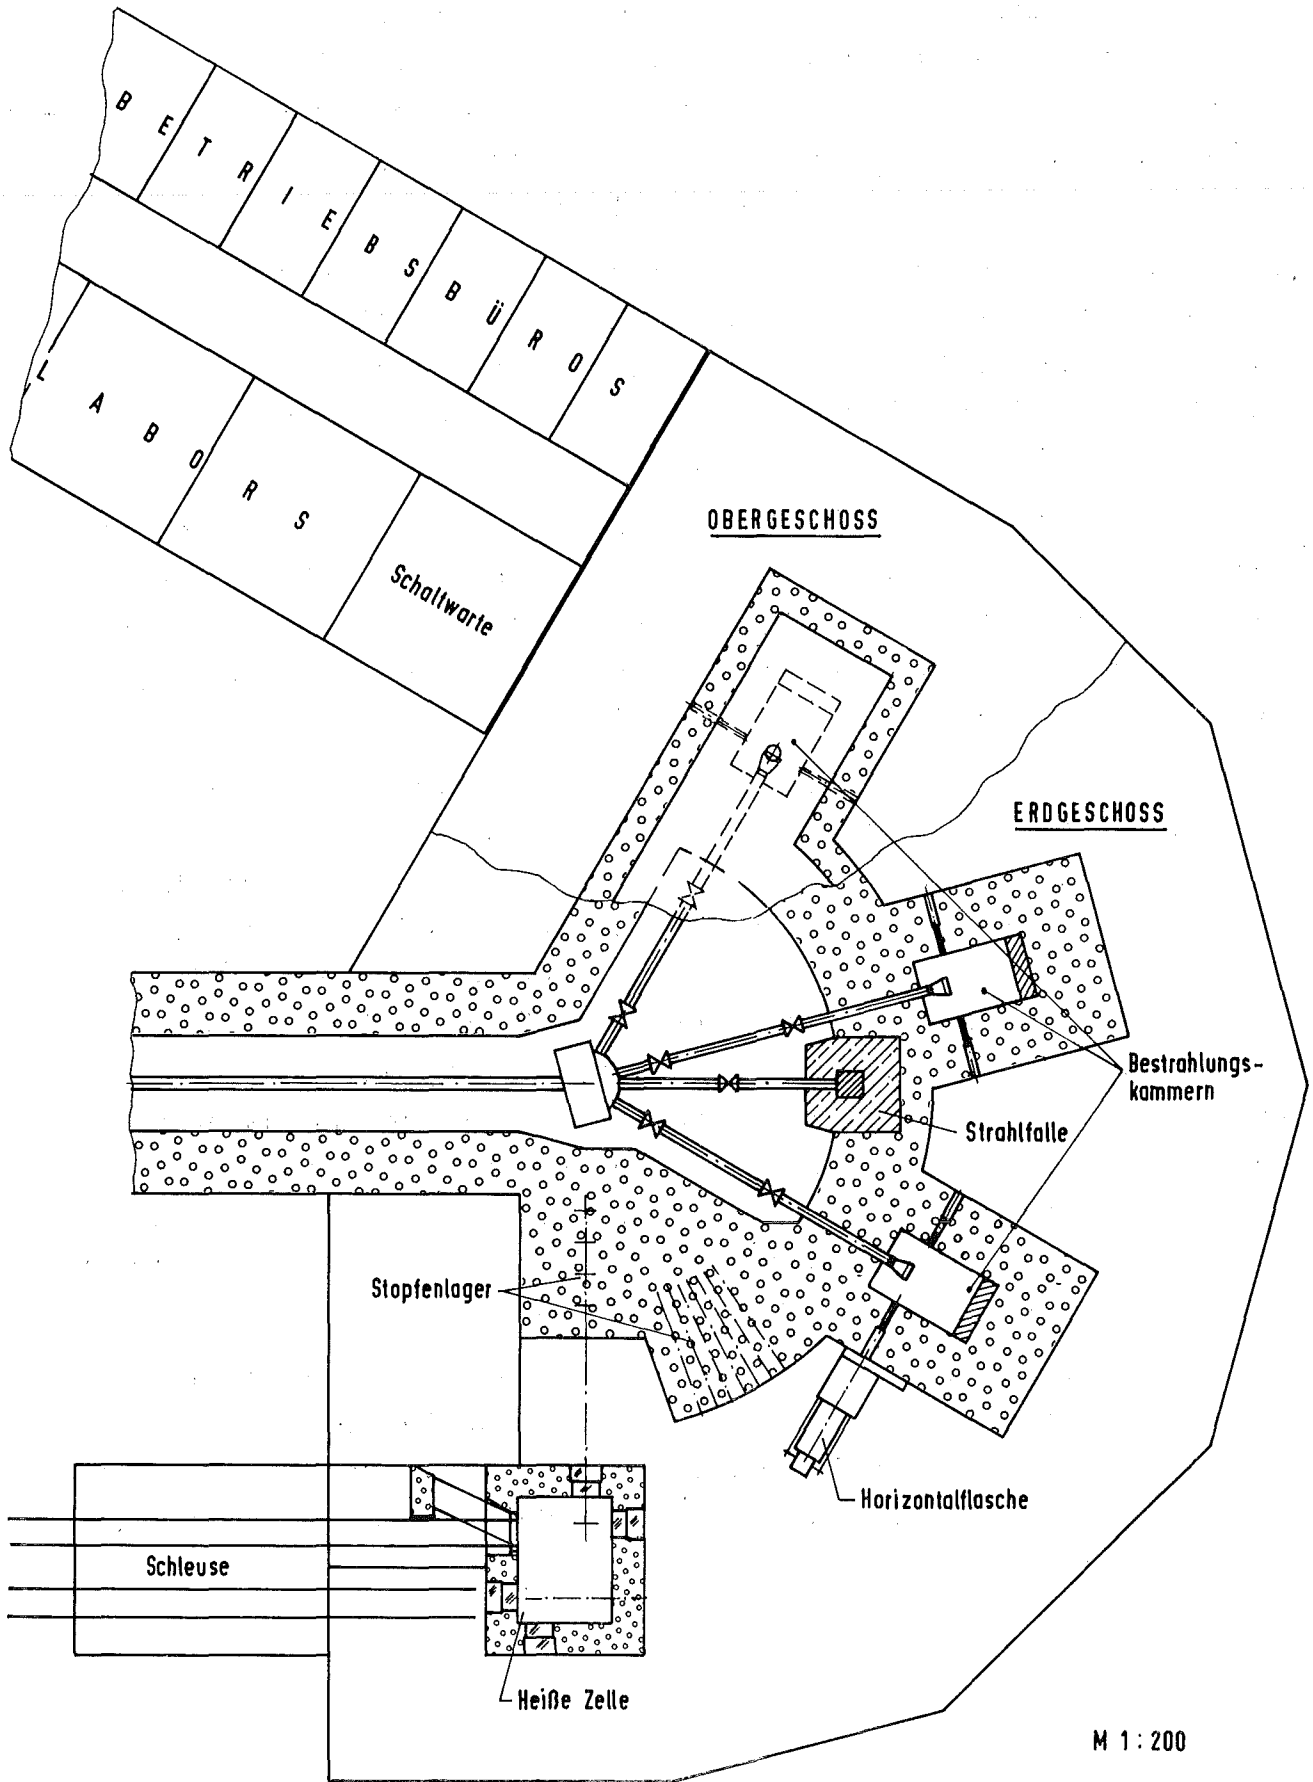 BETRIEBSBÜROS
LABORS
Schaltwarte
OBERGESCHOSS
ERDGESCHOSS
Bestrahlungs-
kammern
Strahlfalle
Stopfenlager
Horizontalflasche
Schleuse
Heiße Zelle
M 1:200